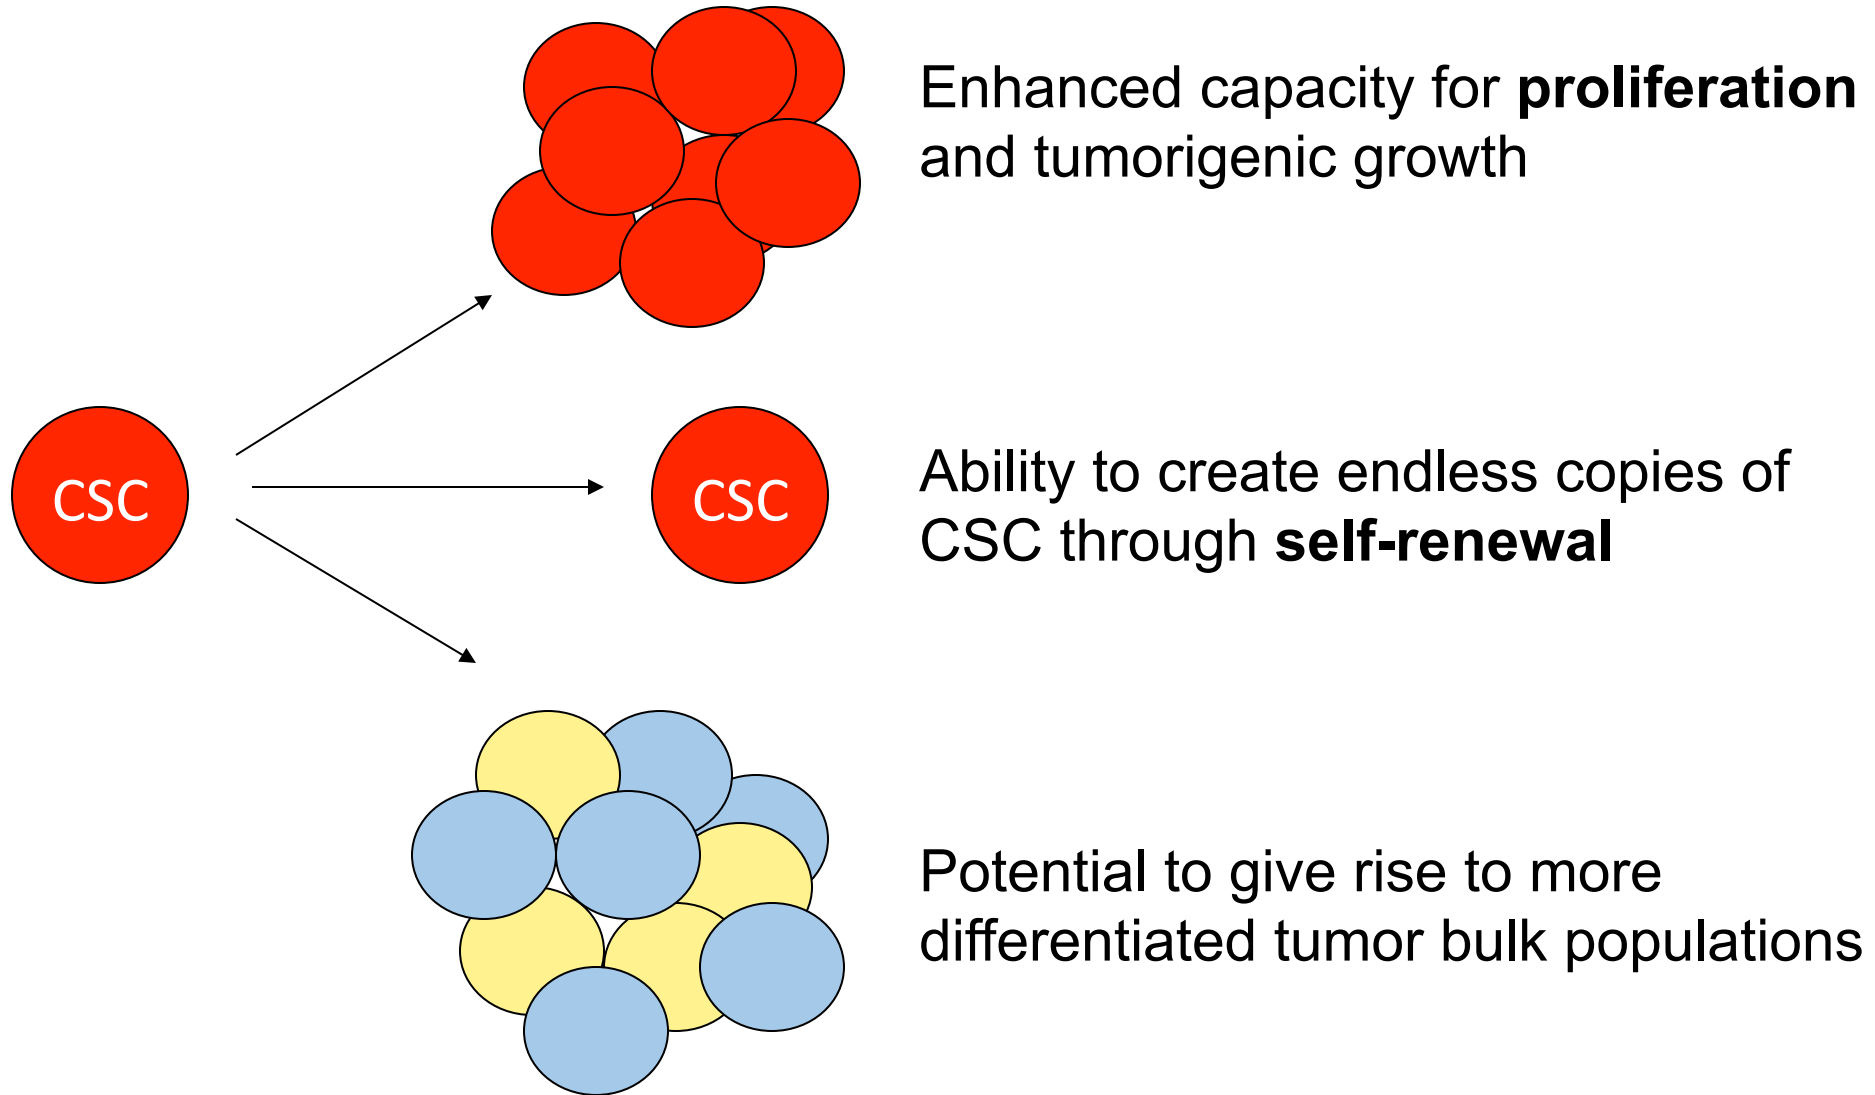 Enhanced capacity for proliferation
and tumorigenic growth
CSC
CSC
Ability to create endless copies of
CSC through self-renewal
Potential to give rise to more
differentiated tumor bulk populations